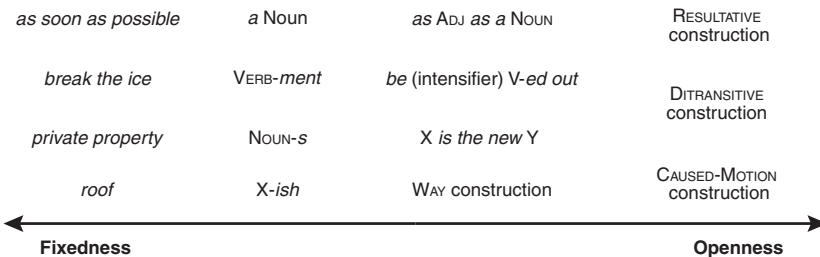 as soon as possible a Noun as ADJ as a NOUN RESULTATIVE
construction
break the ice VERB-ment be (intensifier) V-ed out
DITRANSITIVE
construction
private property NOUN-s X is the new Y
roof X-ish WAY construction CAUSED-MOTION
construction
Fixedness Openness